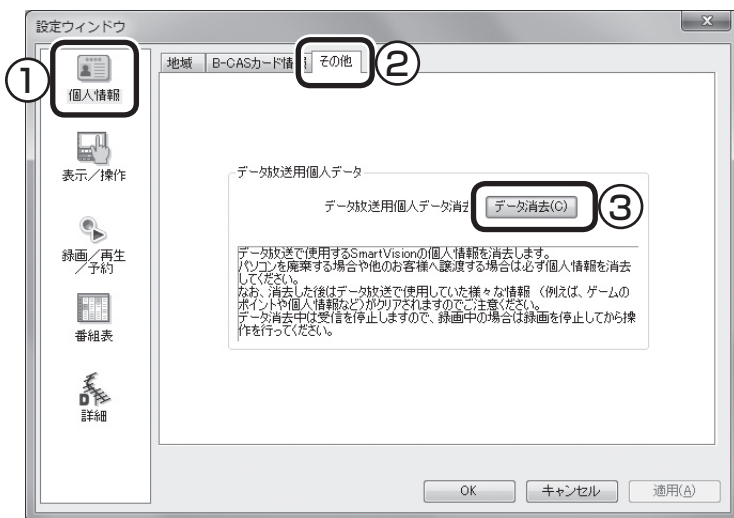 設定ウィンドウ
x
①
個人情報
表示／操作
録画／再生
／予約
番組表
詳細
地域
B-CASカード情
その他
②
データ放送用個人データ
データ放送用個人データ消
データ消去(C)
③
データ放送で使用するSmartVisionの個人情報を消去します。
パソコンを廃棄する場合や他のお客様へ譲渡する場合は必ず個人情報を消去
してください。
なお、消去した後はデータ放送で使用していた様々な情報 （例えば、ゲームの
ポイントや個人情報など）がクリアされますのでご注意ください。
データ消去中は受信を停止しますので、録画中の場合は録画を停止してから操
作を行ってください。
OK
キャンセル
適用(A)